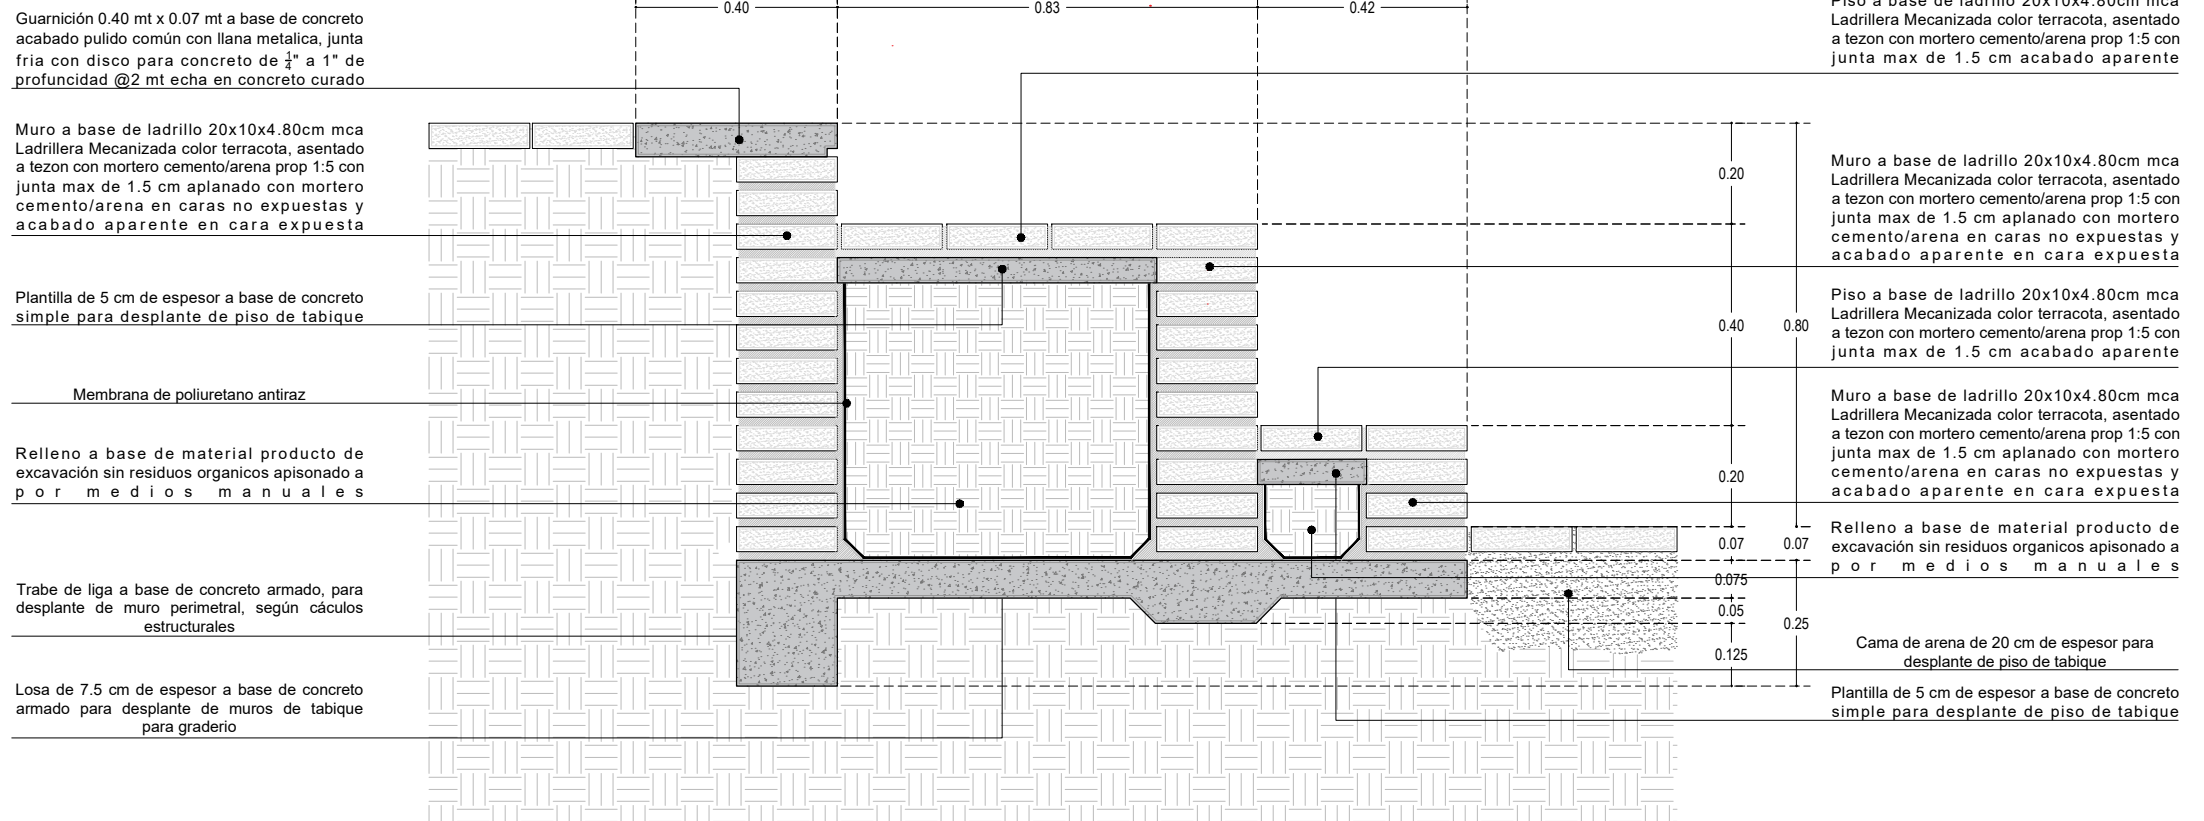 Guarnición 0.40 mt x 0.07 mt a base de concreto
acabado pulido común con llana metalica, junta
fria con disco para concreto de 1/4" a 1" de
profuncidad @2 mt echa en concreto curado
Muro a base de ladrillo 20x10x4.80cm mca
Ladrillera Mecanizada color terracota, asentado
a tezon con mortero cemento/arena prop 1:5 con
junta max de 1.5 cm aplanado con mortero
cemento/arena en caras no expuestas y
acabado aparente en cara expuesta
Plantilla de 5 cm de espesor a base de concreto
simple para desplante de piso de tabique
Membrana de poliuretano antiraz
Relleno a base de material producto de
excavación sin residuos organicos apisonado a
por medios manuales
Trabe de liga a base de concreto armado, para
desplante de muro perimetral, según cáculos
estructurales
Losa de 7.5 cm de espesor a base de concreto
armado para desplante de muros de tabique
para graderio
0.40
0.83
0.42
0.20
0.40
0.80
0.20
0.07
0.07
0.075
0.05
0.25
0.125
Piso a base de ladrillo 20x10x4.80cm mca
Ladrillera Mecanizada color terracota, asentado
a tezon con mortero cemento/arena prop 1:5 con
junta max de 1.5 cm acabado aparente
Muro a base de ladrillo 20x10x4.80cm mca
Ladrillera Mecanizada color terracota, asentado
a tezon con mortero cemento/arena prop 1:5 con
junta max de 1.5 cm aplanado con mortero
cemento/arena en caras no expuestas y
acabado aparente en cara expuesta
Piso a base de ladrillo 20x10x4.80cm mca
Ladrillera Mecanizada color terracota, asentado
a tezon con mortero cemento/arena prop 1:5 con
junta max de 1.5 cm acabado aparente
Muro a base de ladrillo 20x10x4.80cm mca
Ladrillera Mecanizada color terracota, asentado
a tezon con mortero cemento/arena prop 1:5 con
junta max de 1.5 cm aplanado con mortero
cemento/arena en caras no expuestas y
acabado aparente en cara expuesta
Relleno a base de material producto de
excavación sin residuos organicos apisonado a
por medios manuales
Cama de arena de 20 cm de espesor para
desplante de piso de tabique
Plantilla de 5 cm de espesor a base de concreto
simple para desplante de piso de tabique